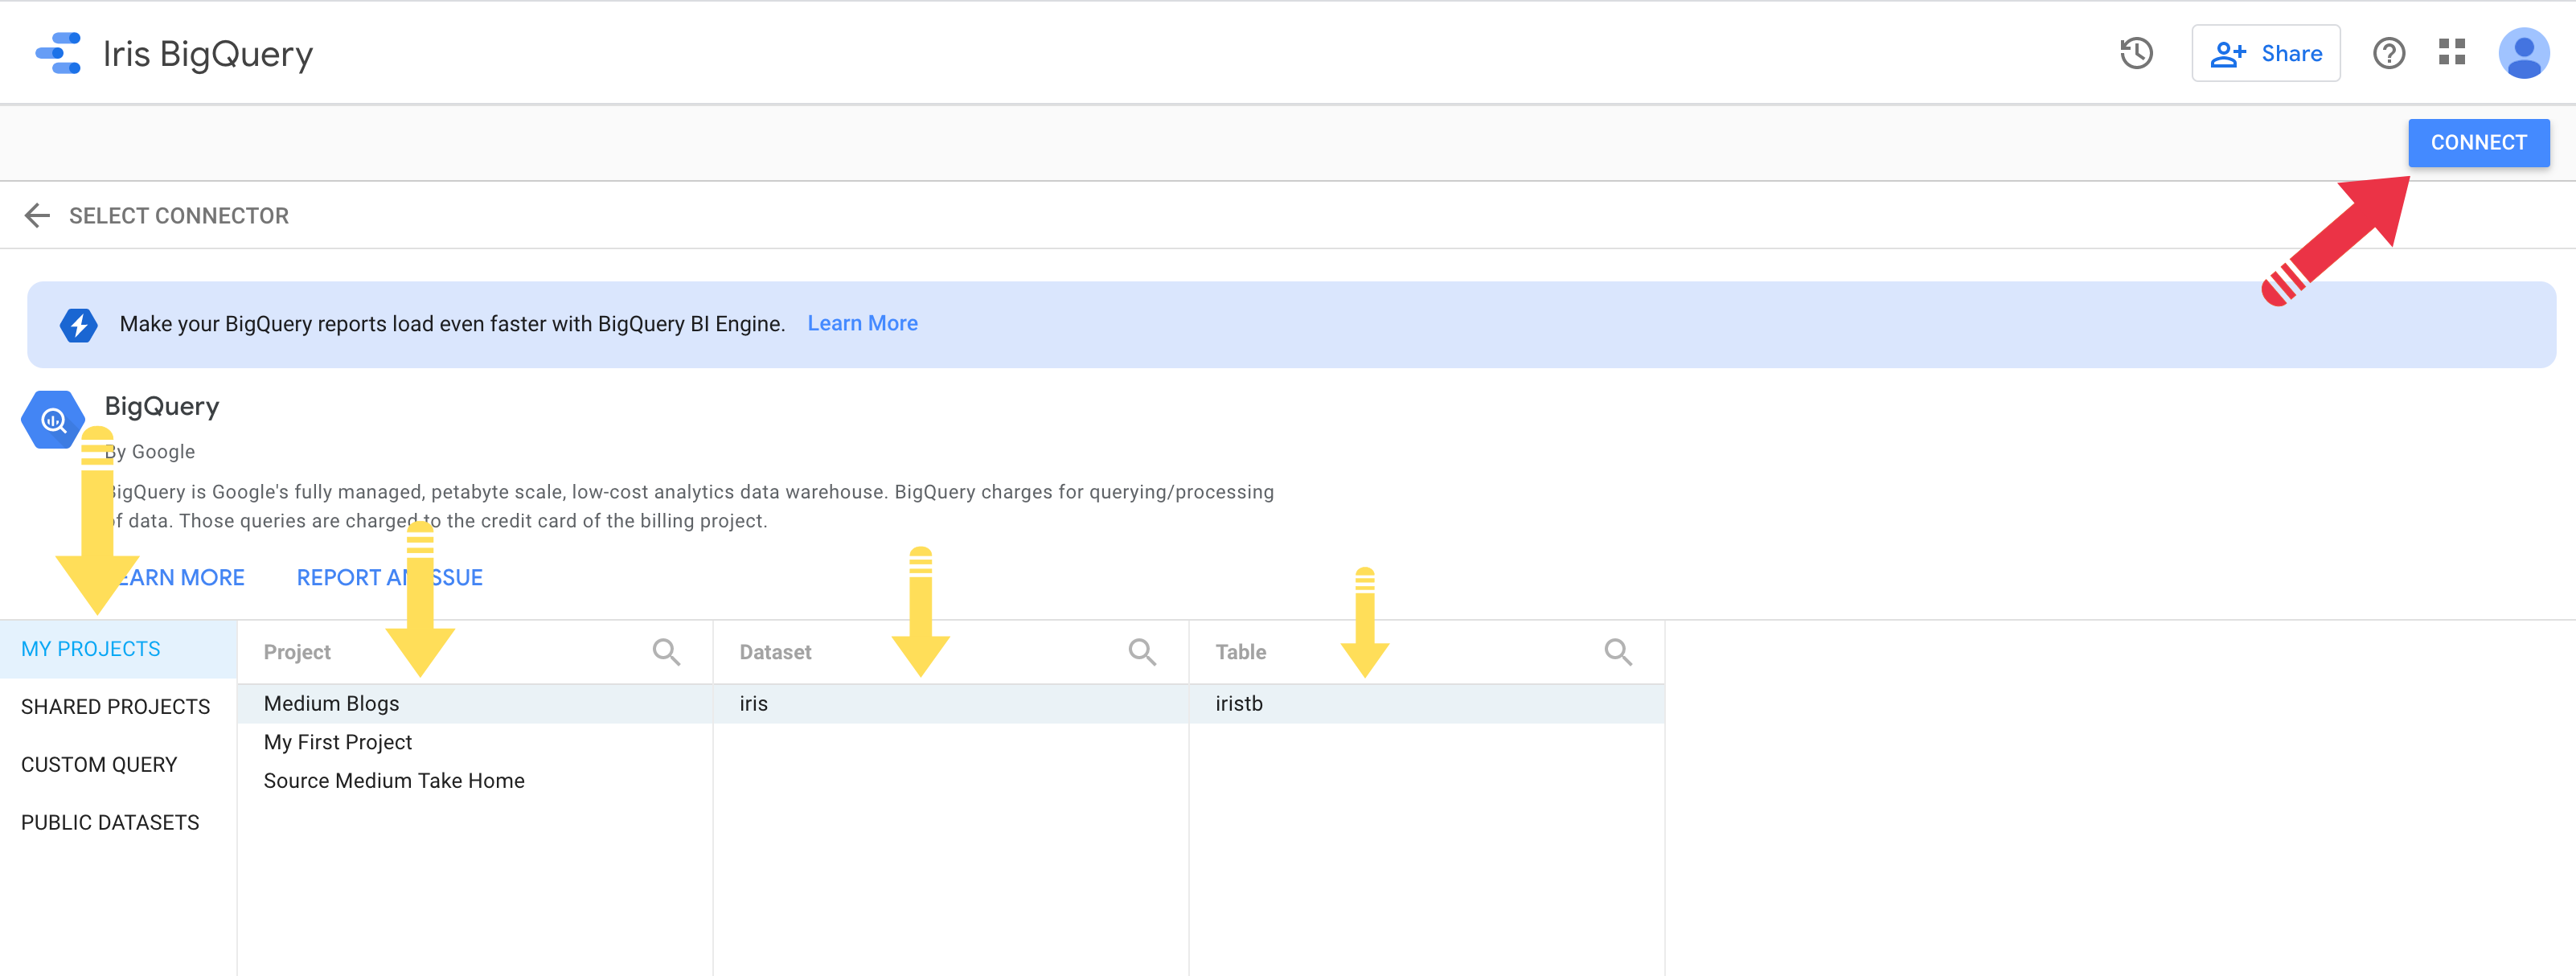 Iris BigQuery
Share
CONNECT
SELECT CONNECTOR
Make your BigQuery reports load even faster with BigQuery BI Engine. Learn More
BigQuery
By Google
BigQuery is Google's fully managed, petabyte scale, low-cost analytics data warehouse. BigQuery charges for querying/processing
of data. Those queries are charged to the credit card of the billing project.
LEARN MORE REPORT AN ISSUE
MY PROJECTS
SHARED PROJECTS
CUSTOM QUERY
PUBLIC DATASETS
Project
Medium Blogs
My First Project
Source Medium Take Home
Dataset
iris
Table
iristb